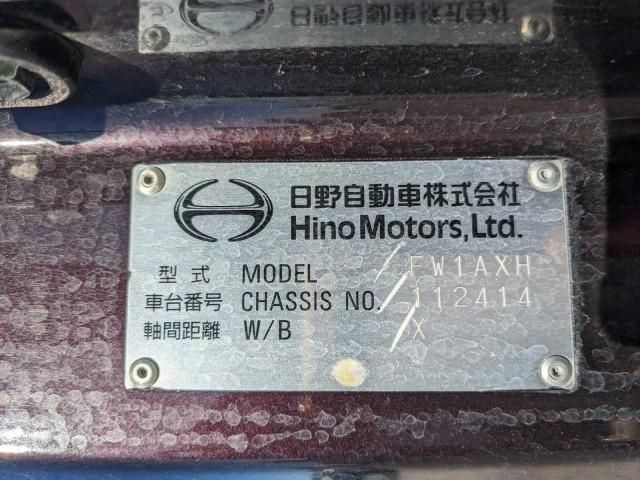 日野自動車株式会社
Hino Motors, Ltd.
型式 MODEL FW1AXH
車台番号 CHASSIS NO. 112414
軸間距離 W/B X